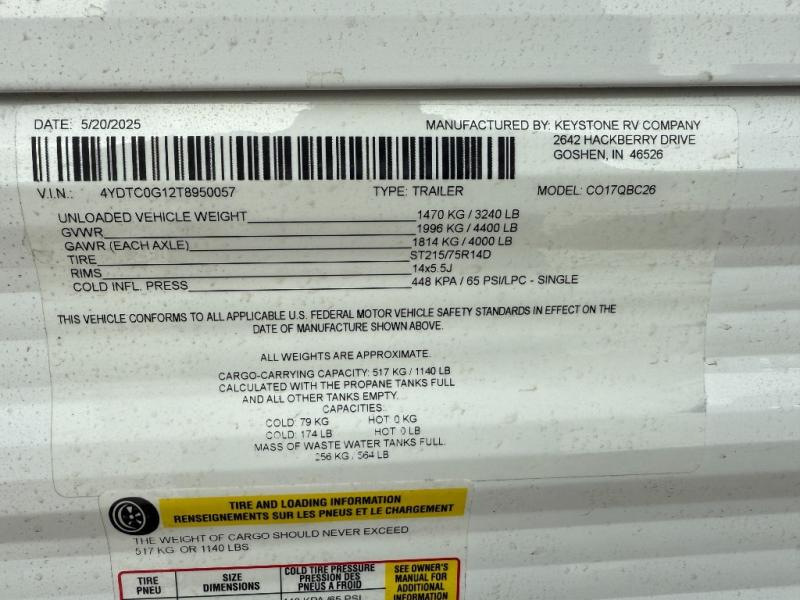 DATE: 5/20/2025
MANUFACTURED BY: KEYSTONE RV COMPANY
2642 HACKBERRY DRIVE
GOSHEN, IN 46526
V.I.N.: 4YDTC0G12T8950057 TYPE: TRAILER MODEL: CO17QBC26
UNLOADED VEHICLE WEIGHT 1470 KG / 3240 LB
GVWR 1996 KG / 4400 LB
GAWR (EACH AXLE) 1814 KG / 4000 LB
TIRE ST215/75R14D
RIMS 14x5.5J
COLD INFL. PRESS 448 KPA / 65 PSI/LPC - SINGLE
THIS VEHICLE CONFORMS TO ALL APPLICABLE U.S. FEDERAL MOTOR VEHICLE SAFETY STANDARDS IN EFFECT ON THE
DATE OF MANUFACTURE SHOWN ABOVE.
ALL WEIGHTS ARE APPROXIMATE.
CARGO-CARRYING CAPACITY: 517 KG / 1140 LB
CALCULATED WITH THE PROPANE TANKS FULL
AND ALL OTHER TANKS EMPTY.
CAPACITIES
COLD: 79 KG HOT: 0 KG
COLD: 174 LB HOT: 0 LB
MASS OF WASTE WATER TANKS FULL
256 KG / 564 LB
TIRE AND LOADING INFORMATION
RENSEIGNEMENTS SUR LES PNEUS ET LE CHARGEMENT
THE WEIGHT OF CARGO SHOULD NEVER EXCEED
517 KG OR 1140 LBS
TIRE
PNEU
SIZE
DIMENSIONS
COLD TIRE PRESSURE
PRESSION DES
PNEUS A FROID
SEE OWNER'S
MANUAL FOR
ADDITIONAL
INFORMATION
448 KPA /65 PSI